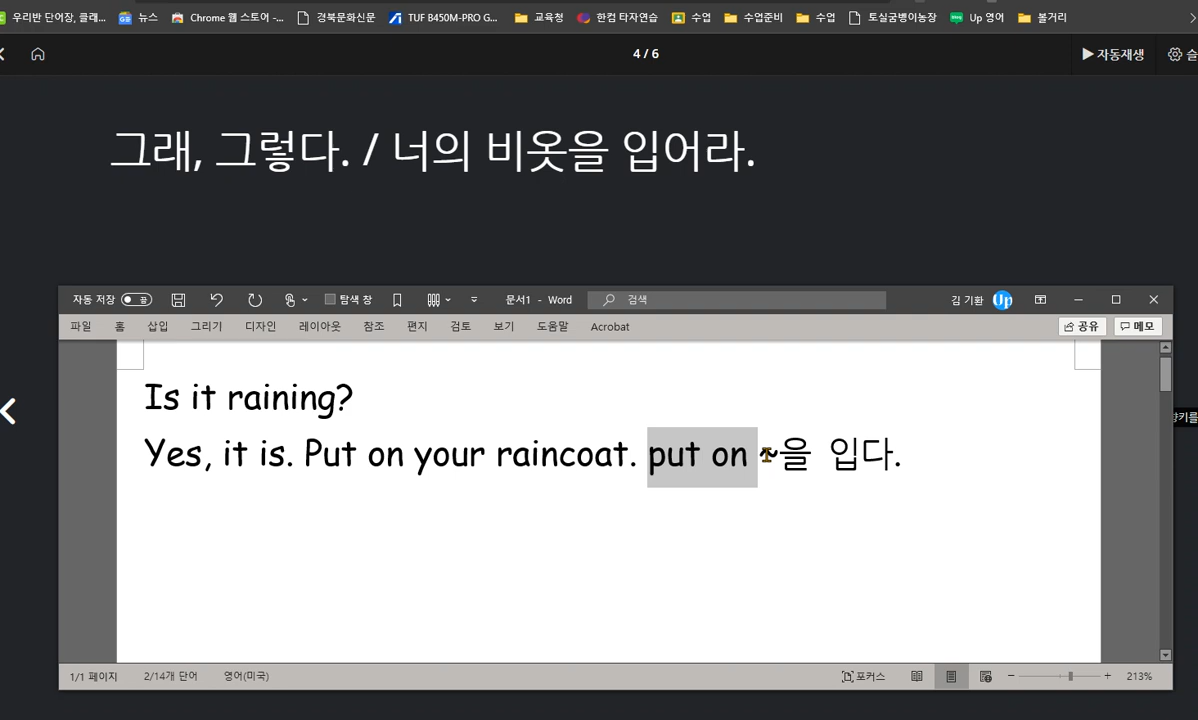 우리반 단어장, 클래... 뉴스 Chrome 웹 스토어 -... 경북문화신문 TUF B450M-PRO G... 교육청 한컴 타자연습 수업 수업준비 수업 토실굼벵이농장 Up 영어 볼거리
4 / 6 자동재생 슬
그래, 그렇다. / 너의 비옷을 입어라.
자동 저장 끔 탐색 창 문서1 - Word 검색 김 기환 Up
파일 홈 삽입 그리기 디자인 레이아웃 참조 편지 검토 보기 도움말 Acrobat 공유 메모
Is it raining?
Yes, it is. Put on your raincoat. put on ~을 입다.
향키를
1/1 페이지 2/14개 단어 영어(미국) 포커스 213%